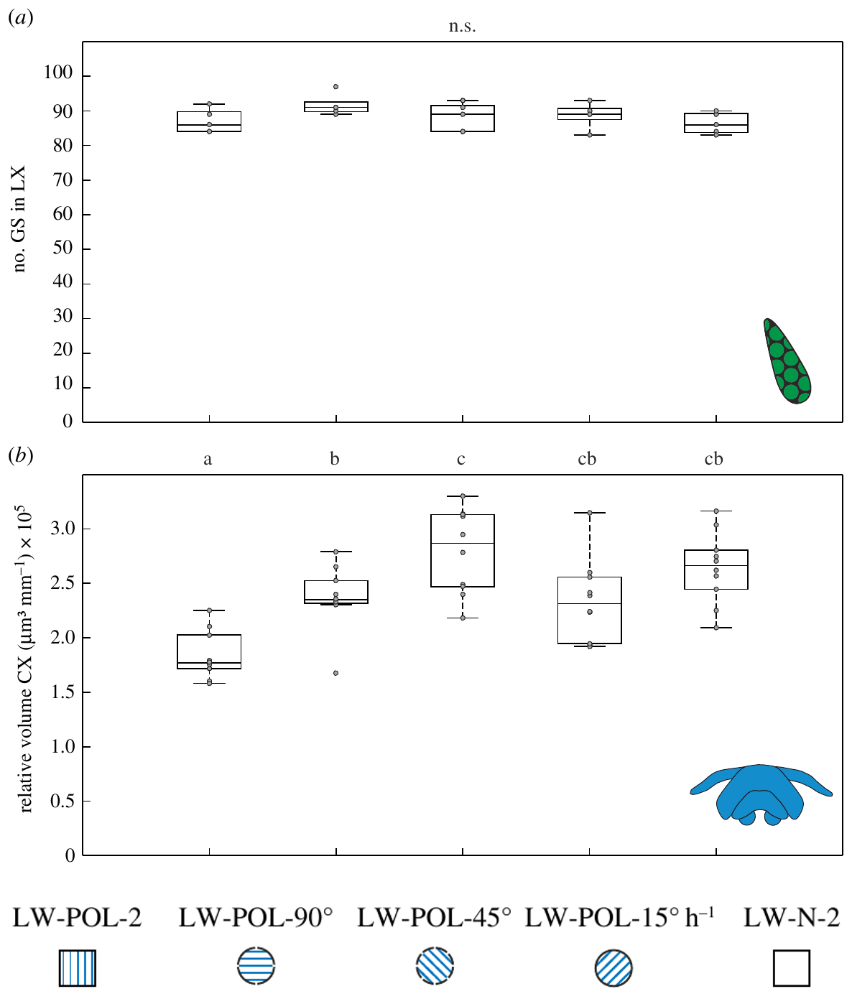 (a)
n.s.
no. GS in LX
100
90
80
70
60
50
40
30
20
10
0
(b)
a b c cb cb
relative volume CX (µm³ mm⁻¹) × 10⁵
3.0
2.5
2.0
1.5
1.0
0.5
0
LW-POL-2 LW-POL-90° LW-POL-45° LW-POL-15° h⁻¹ LW-N-2